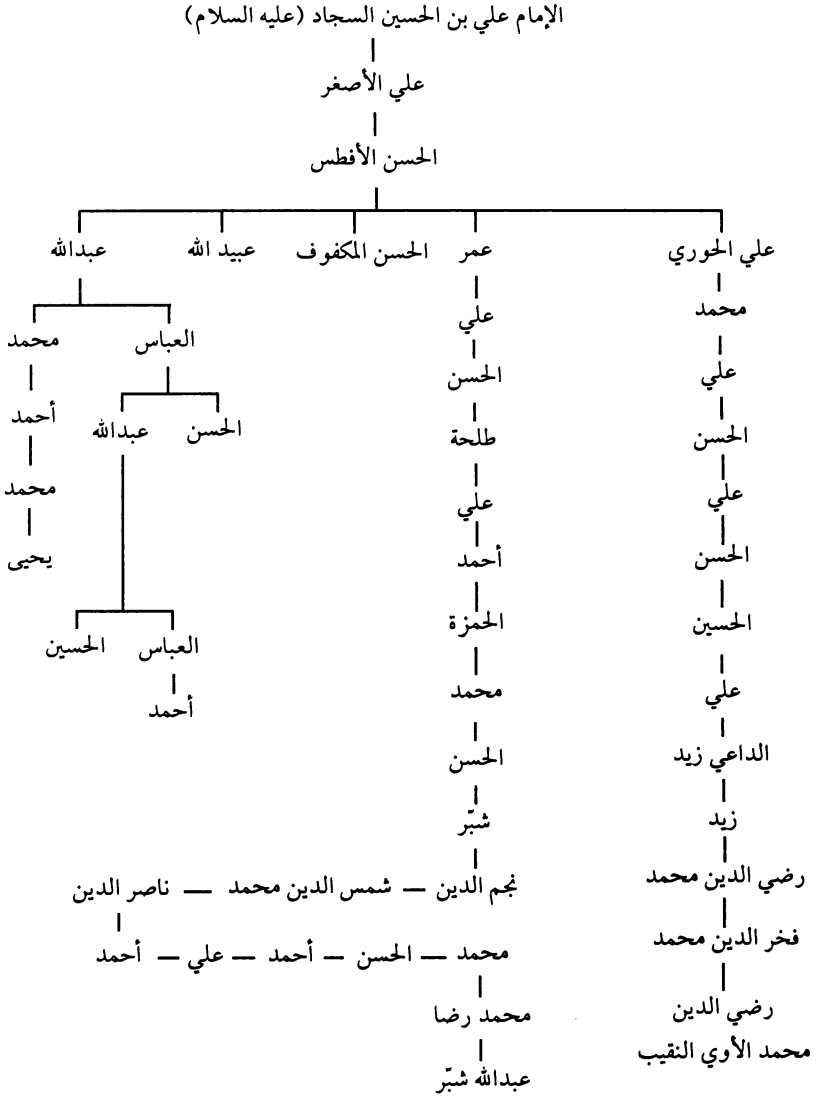 الإمام علي بن الحسين السجاد (عليه السلام)
علي الأصغر
الحسن الأفطس
علي الحوري عمر الحسن المكفوف عبيد الله عبدالله
محمد علي العباس محمد
علي الحسن
الحسن طلحة الحسن عبدالله أحمد
علي علي محمد
الحسن أحمد يحيى
الحسين الحمزة العباس الحسين
علي محمد أحمد
الداعي زيد الحسن
زيد شبّر
رضي الدين محمد نجم الدين — شمس الدين محمد — ناصر الدين
فخر الدين محمد محمد — الحسن — أحمد — علي — أحمد
رضي الدين محمد رضا
محمد الأوي النقيب
عبدالله شبّر